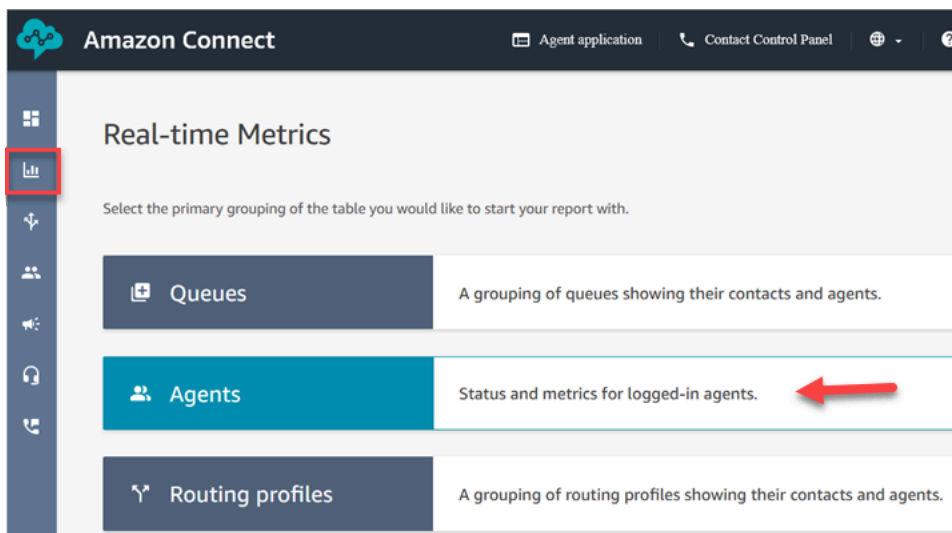 Amazon Connect
Agent application
Contact Control Panel
Real-time Metrics
Select the primary grouping of the table you would like to start your report with.
Queues
A grouping of queues showing their contacts and agents.
Agents
Status and metrics for logged-in agents.
Routing profiles
A grouping of routing profiles showing their contacts and agents.